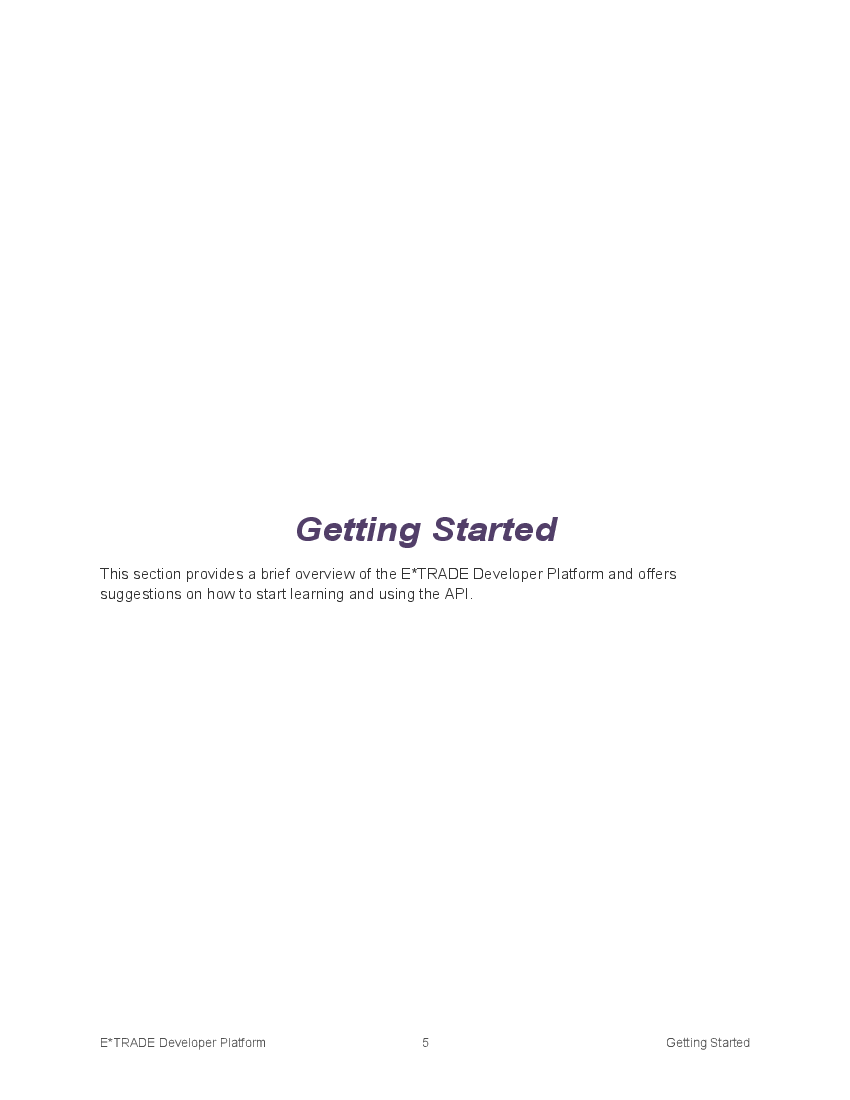 Getting Started
This section provides a brief overview of the E*TRADE Developer Platform and offers
suggestions on how to start learning and using the API.
E*TRADE Developer Platform 5 Getting Started